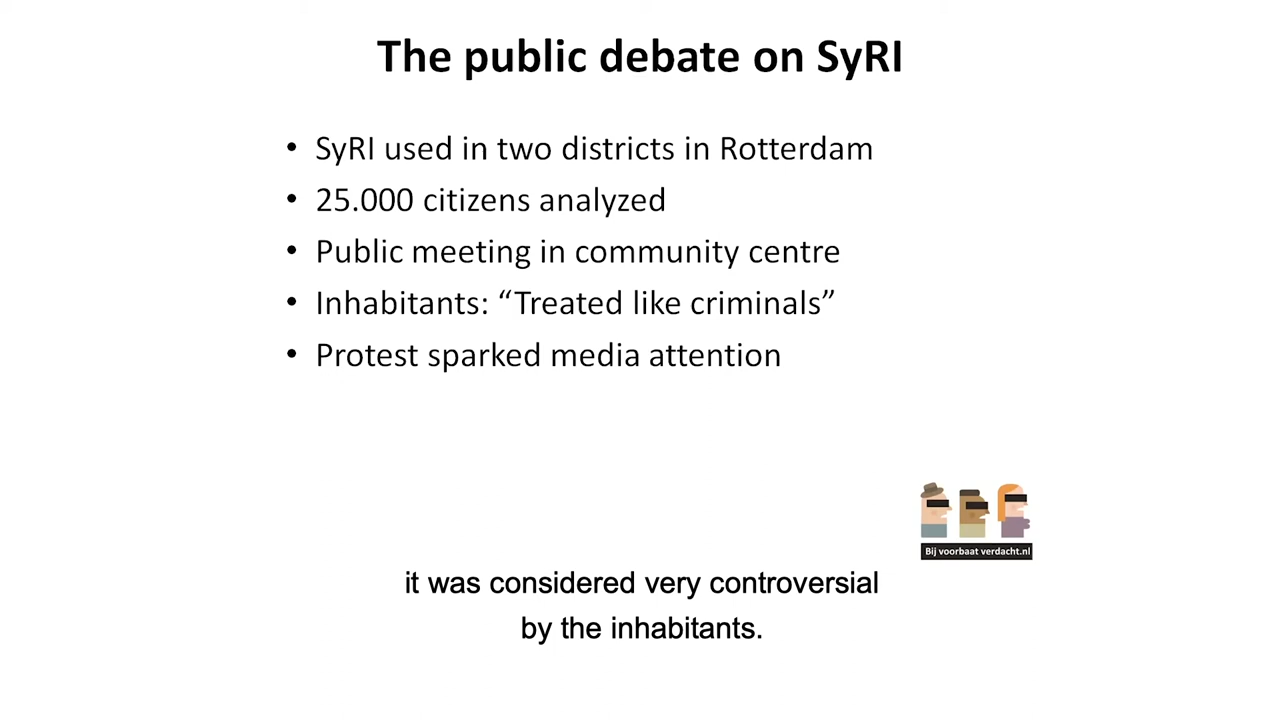 The public debate on SyRI
• SyRI used in two districts in Rotterdam
• 25.000 citizens analyzed
• Public meeting in community centre
• Inhabitants: “Treated like criminals”
• Protest sparked media attention
Bij voorbaat verdacht.nl
it was considered very controversial
by the inhabitants.